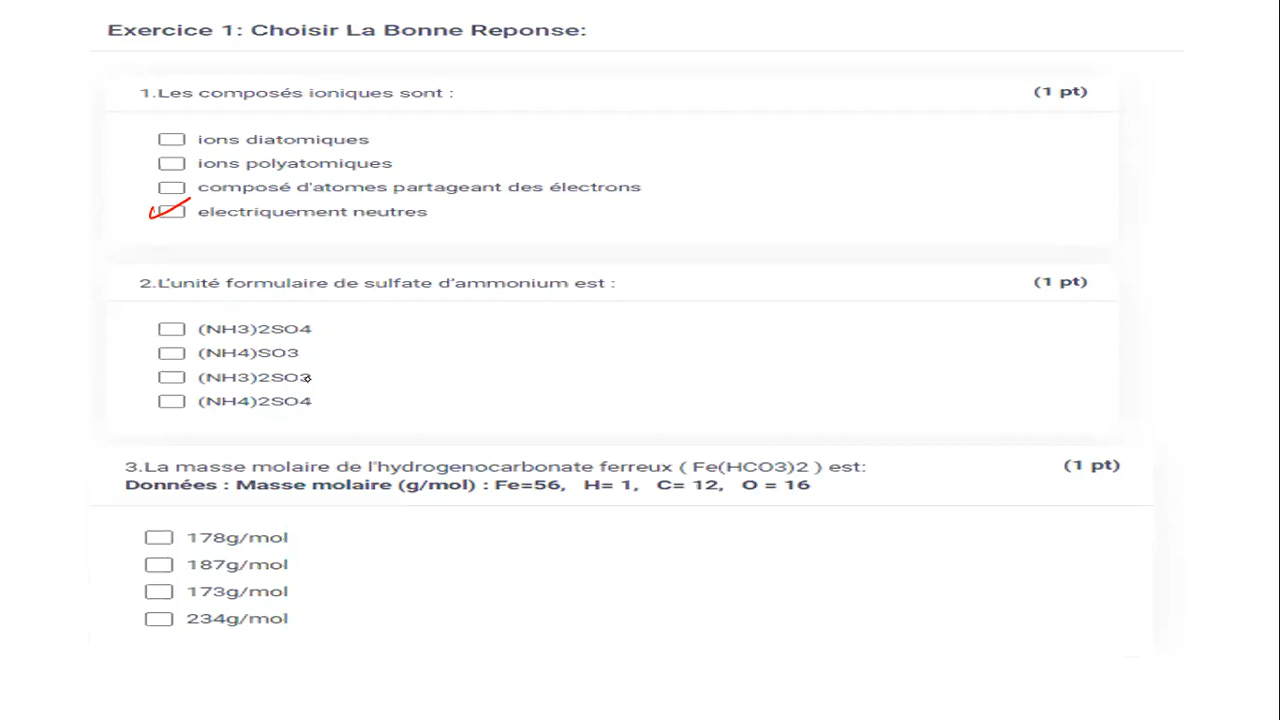 Exercice 1: Choisir La Bonne Reponse:
1.Les composés ioniques sont : (1 pt)
ions diatomiques
ions polyatomiques
composé d'atomes partageant des électrons
electriquement neutres
2.L'unité formulaire de sulfate d'ammonium est : (1 pt)
(NH3)2SO4
(NH4)SO3
(NH3)2SO3
(NH4)2SO4
3.La masse molaire de l'hydrogenocarbonate ferreux ( Fe(HCO3)2 ) est: (1 pt)
Données : Masse molaire (g/mol) : Fe=56, H= 1, C= 12, O = 16
178g/mol
187g/mol
173g/mol
234g/mol